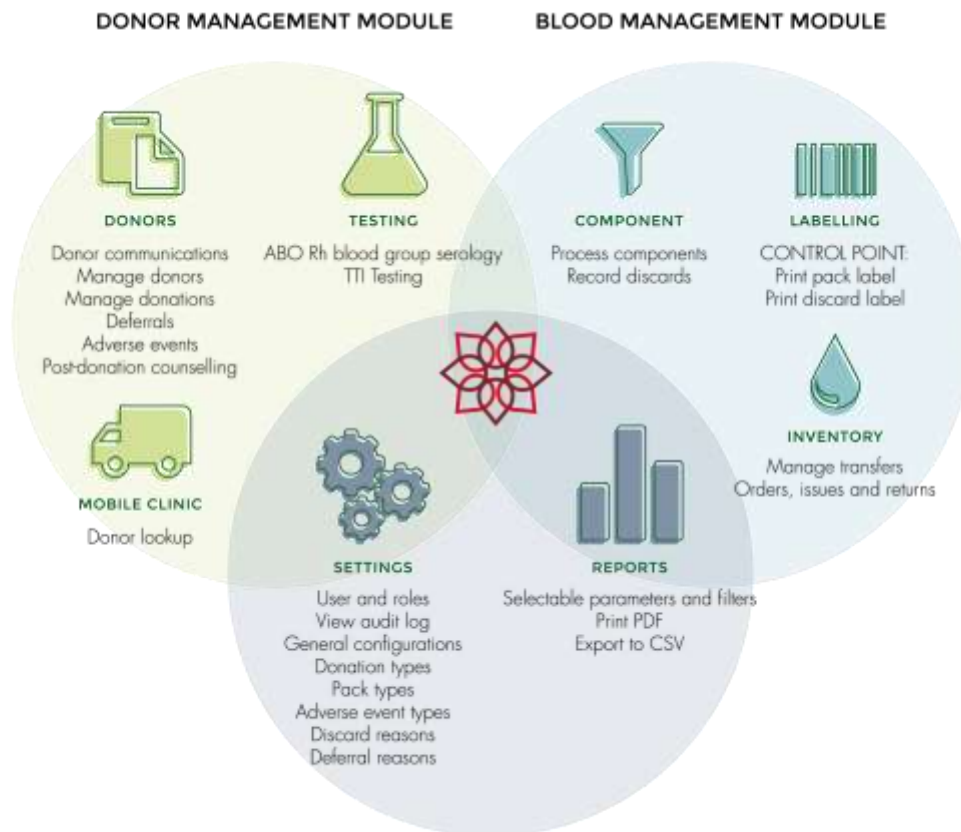 DONOR MANAGEMENT MODULE
BLOOD MANAGEMENT MODULE
DONORS
Donor communications
Manage donors
Manage donations
Deferrals
Adverse events
Post-donation counselling
TESTING
ABO Rh blood group serology
TTI Testing
COMPONENT
Process components
Record discards
LABELLING
CONTROL POINT:
Print pack label
Print discard label
MOBILE CLINIC
Donor lookup
INVENTORY
Manage transfers
Orders, issues and returns
SETTINGS
User and roles
View audit log
General configurations
Donation types
Pack types
Adverse event types
Discard reasons
Deferral reasons
REPORTS
Selectable parameters and filters
Print PDF
Export to CSV